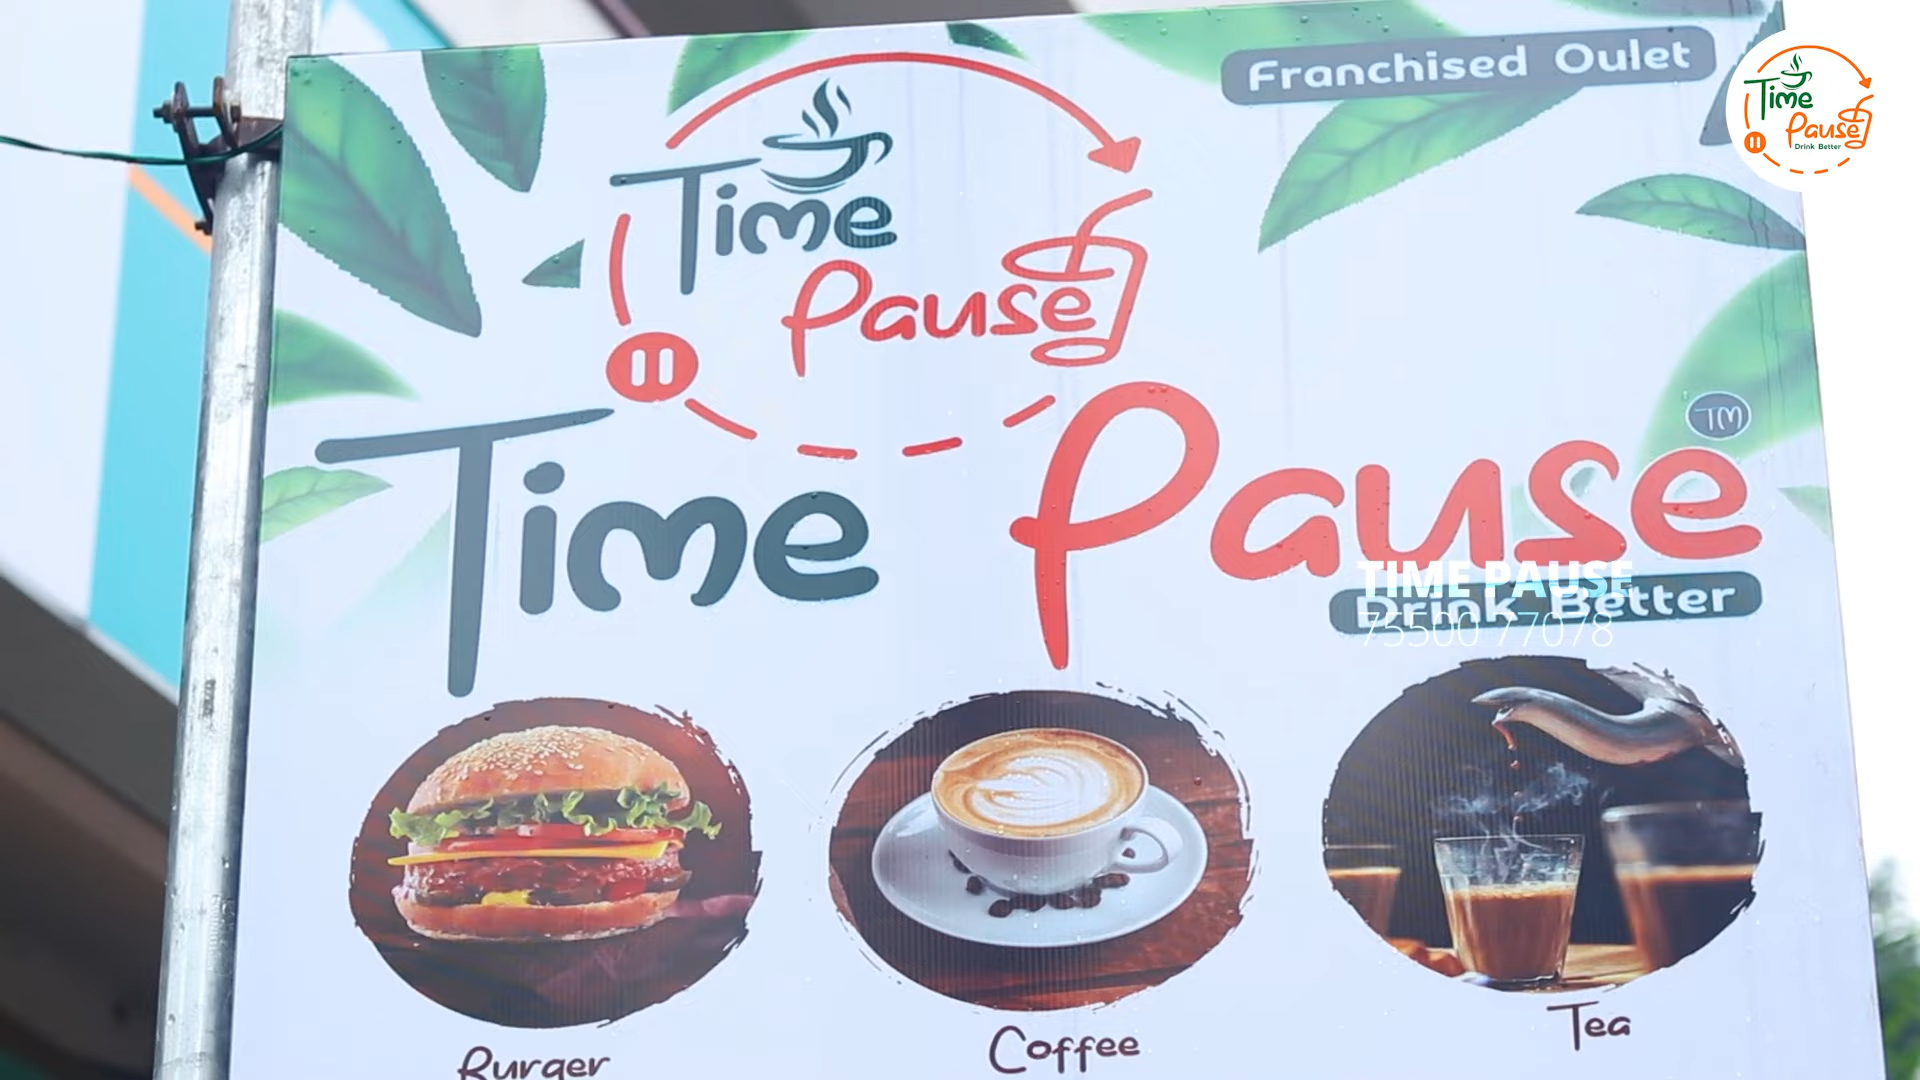 Franchised Oulet
Time
Pause
Time
Pause
Drink Better
Time Pause
TM
TIME PAUSE
Drink Better
75500 77078
Burger
Coffee
Tea